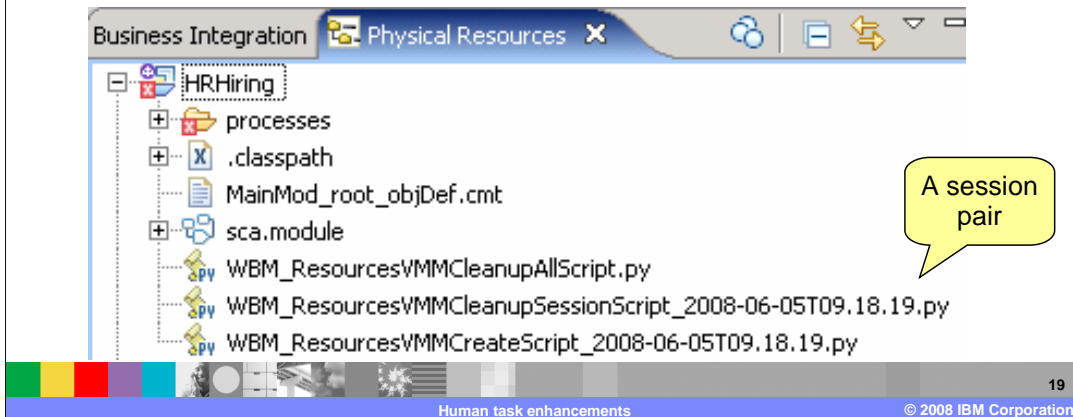 Business Integration Physical Resources
HRHiring
processes
.classpath
MainMod_root_objDef.cmt
sca.module
WBM_ResourcesVMMCleanupAllScript.py
WBM_ResourcesVMMCleanupSessionScript_2008-06-05T09.18.19.py
WBM_ResourcesVMMCreateScript_2008-06-05T09.18.19.py
A session
pair
19
Human task enhancements © 2008 IBM Corporation